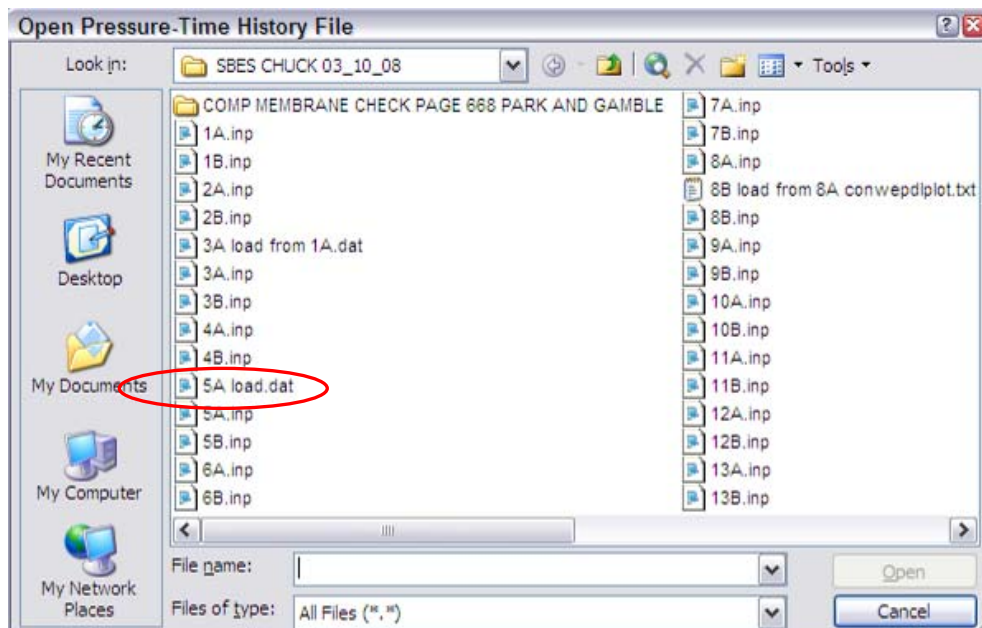 Open Pressure-Time History File
Look in:
SBES CHUCK 03_10_08
Tools
My Recent
Documents
Desktop
My Documents
My Computer
My Network
Places
COMP MEMBRANE CHECK PAGE 668 PARK AND GAMBLE
1A.inp
1B.inp
2A.inp
2B.inp
3A load from 1A.dat
3A.inp
3B.inp
4A.inp
4B.inp
5A load.dat
5A.inp
5B.inp
6A.inp
6B.inp
7A.inp
7B.inp
8A.inp
8B load from 8A conwepdlplot.txt
8B.inp
9A.inp
9B.inp
10A.inp
10B.inp
11A.inp
11B.inp
12A.inp
12B.inp
13A.inp
13B.inp
File name:
Open
Files of type:
All Files (*.*)
Cancel